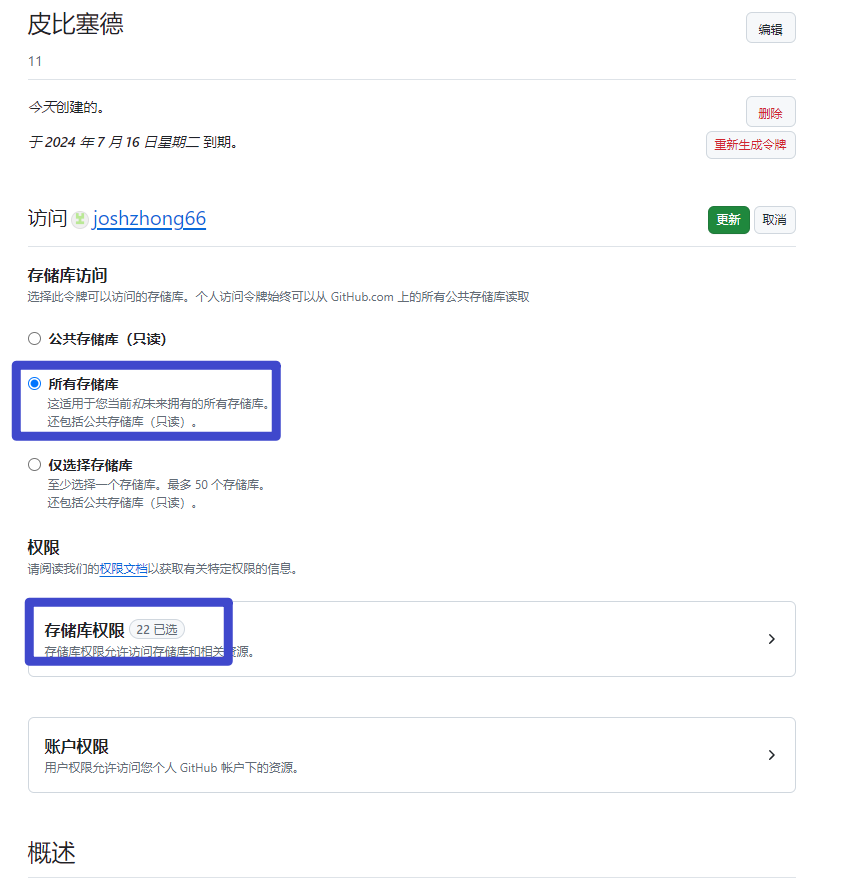 皮比塞德
编辑
11
今天创建的。
删除
于 2024 年 7 月 16 日星期二 到期。
重新生成令牌
访问 joshzhong66
更新
取消
存储库访问
选择此令牌可以访问的存储库。个人访问令牌始终可以从 GitHub.com 上的所有公共存储库读取
公共存储库（只读）
所有存储库
这适用于您当前和未来拥有的所有存储库。
还包括公共存储库（只读）。
仅选择存储库
至少选择一个存储库。最多 50 个存储库。
还包括公共存储库（只读）。
权限
请阅读我们的权限文档以获取有关特定权限的信息。
存储库权限 22 已选
存储库权限允许访问存储库和相关资源。
账户权限
用户权限允许访问您个人 GitHub 帐户下的资源。
概述